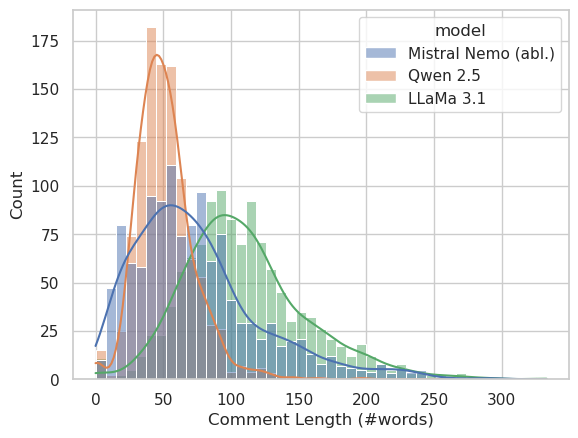 model
Mistral Nemo (abl.)
Qwen 2.5
LLaMa 3.1
175
150
125
100
75
50
25
0
Count
0 50 100 150 200 250 300
Comment Length (#words)